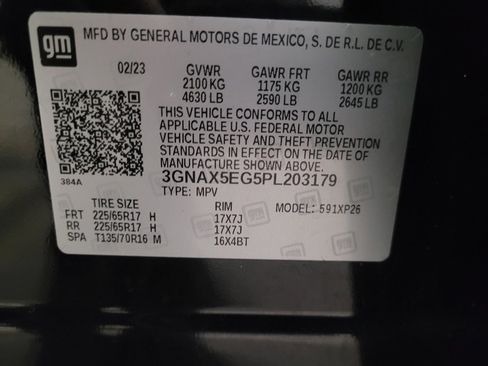 gm MFD BY GENERAL MOTORS DE MEXICO, S. DE R.L. DE C.V.
02/23 GVWR GAWR FRT GAWR RR
2100 KG 1175 KG 1200 KG
4630 LB 2590 LB 2645 LB
THIS VEHICLE CONFORMS TO ALL
APPLICABLE U.S. FEDERAL MOTOR
VEHICLE SAFETY AND THEFT PREVENTION
STANDARDS IN EFFECT ON THE DATE
OF MANUFACTURE SHOWN ABOVE.
384A 3GNAX5EG5PL203179
TYPE: MPV
TIRE SIZE RIM MODEL: 591XP26
FRT 225/65R17 H 17X7J
RR 225/65R17 H 17X7J
SPA T135/70R16 M 16X4BT